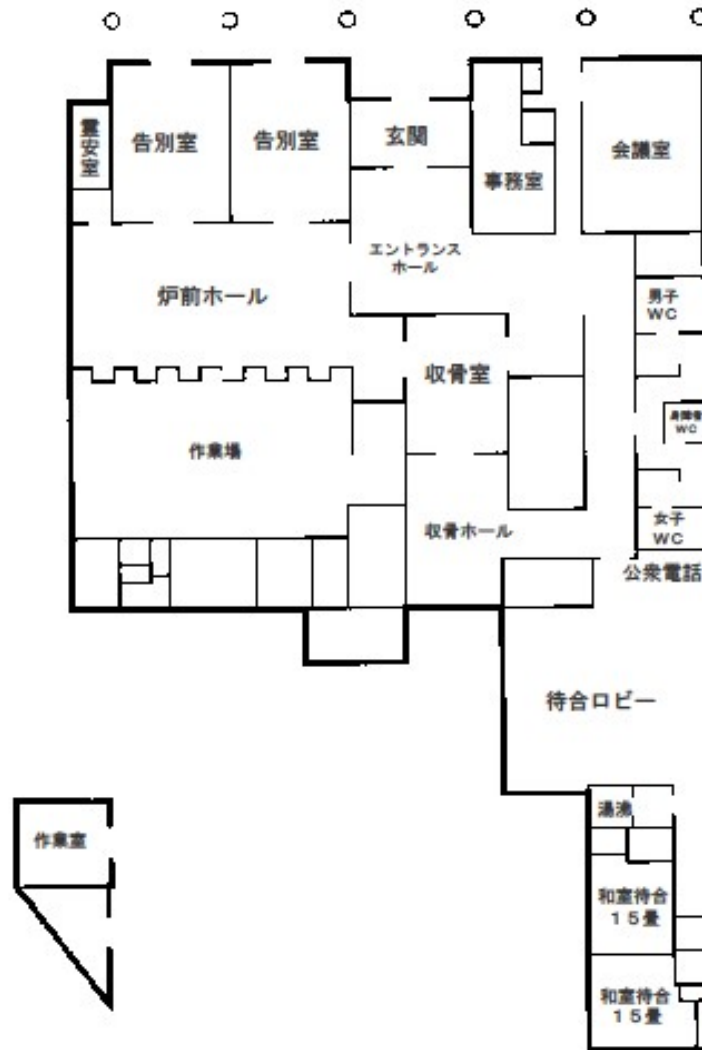 霊安室
告別室
告別室
玄関
事務室
会議室
エントランス
ホール
炉前ホール
男子
WC
収骨室
身障者
WC
作業場
収骨ホール
女子
WC
公衆電話
待合ロビー
湯沸
作業室
和室待合
15畳
和室待合
15畳